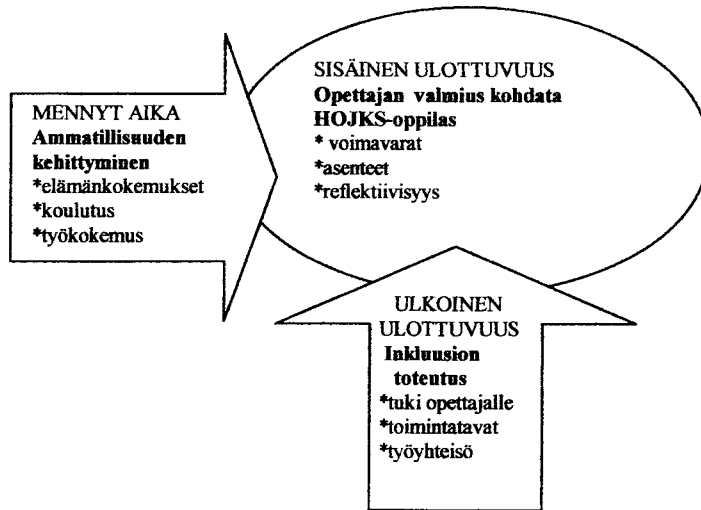 MENNYT AIKA
Ammatillisuuden
kehittyminen
*elämänkokemukset
*koulutus
*työkokemus
SISÄINEN ULOTTUVUUS
Opettajan valmius kohdata
HOJKS-oppilas
* voimavarat
*asenteet
*reflektiivisyys
ULKOINEN
ULOTTUVUUS
Inkluusion
toteutus
*tuki opettajalle
*toimintatavat
*työyhteisö